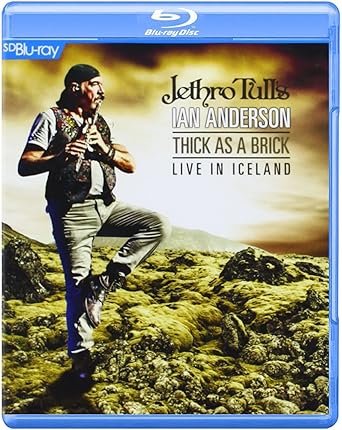 Blu-ray Disc
SD Blu-ray
Jethro Tull's
IAN ANDERSON
THICK AS A BRICK
LIVE IN ICELAND